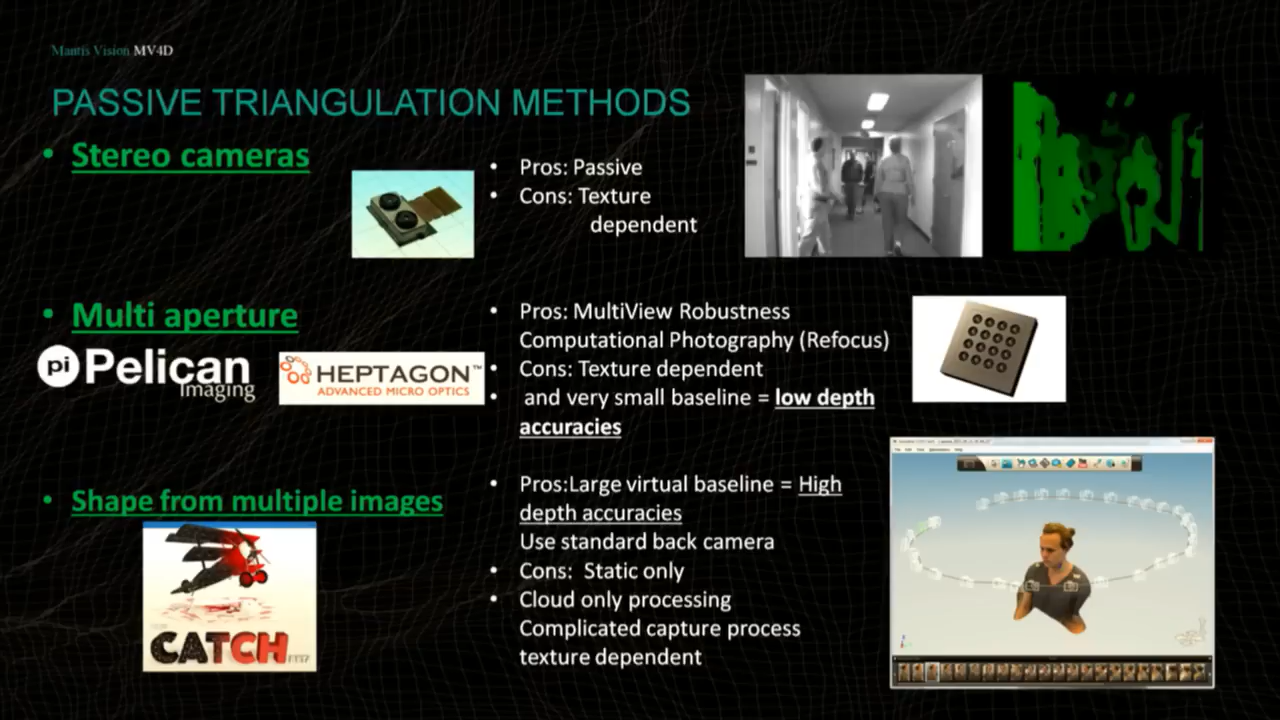 Mantis Vision MV4D
PASSIVE TRIANGULATION METHODS
• Stereo cameras
• Pros: Passive
• Cons: Texture
dependent
• Multi aperture
pi Pelican
Imaging
HEPTAGON™
ADVANCED MICRO OPTICS
• Pros: MultiView Robustness
Computational Photography (Refocus)
• Cons: Texture dependent
• and very small baseline = low depth
accuracies
• Shape from multiple images
CATCH
• Pros:Large virtual baseline = High
depth accuracies
Use standard back camera
• Cons: Static only
• Cloud only processing
Complicated capture process
texture dependent